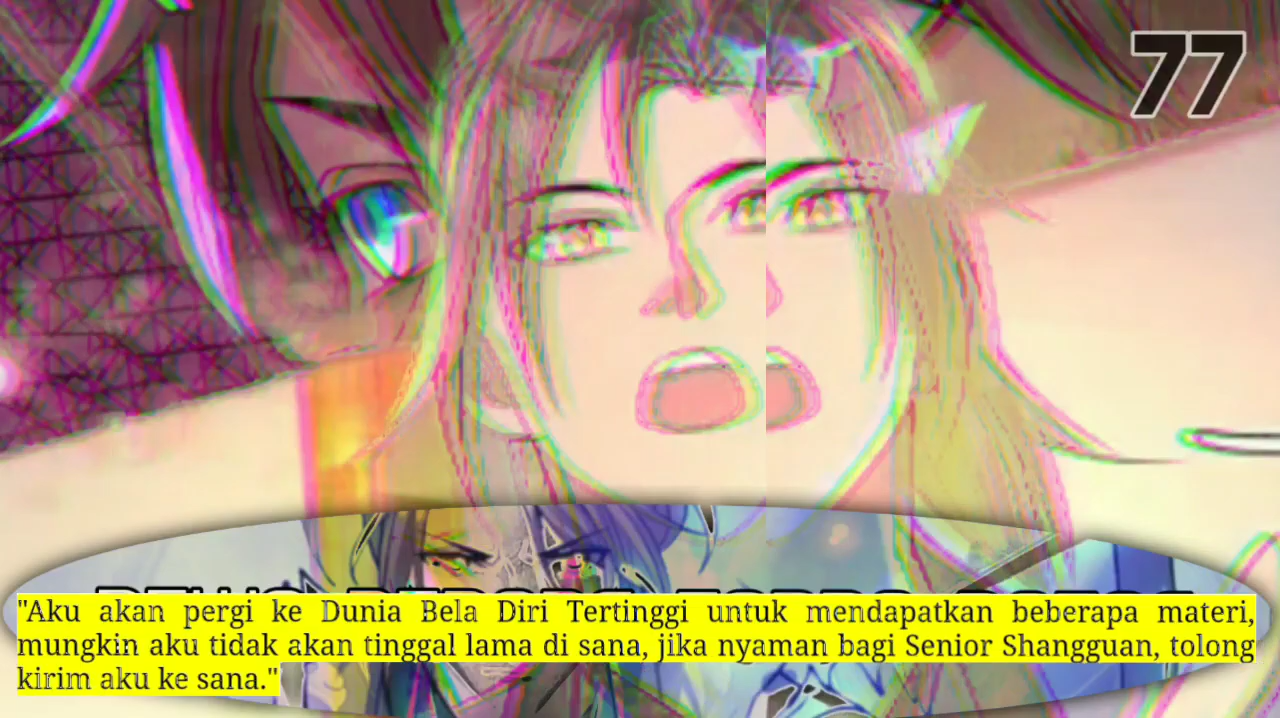 77
"Aku akan pergi ke Dunia Bela Diri Tertinggi untuk mendapatkan beberapa materi,
mungkin aku tidak akan tinggal lama di sana, jika nyaman bagi Senior Shangguan, tolong
kirim aku ke sana."